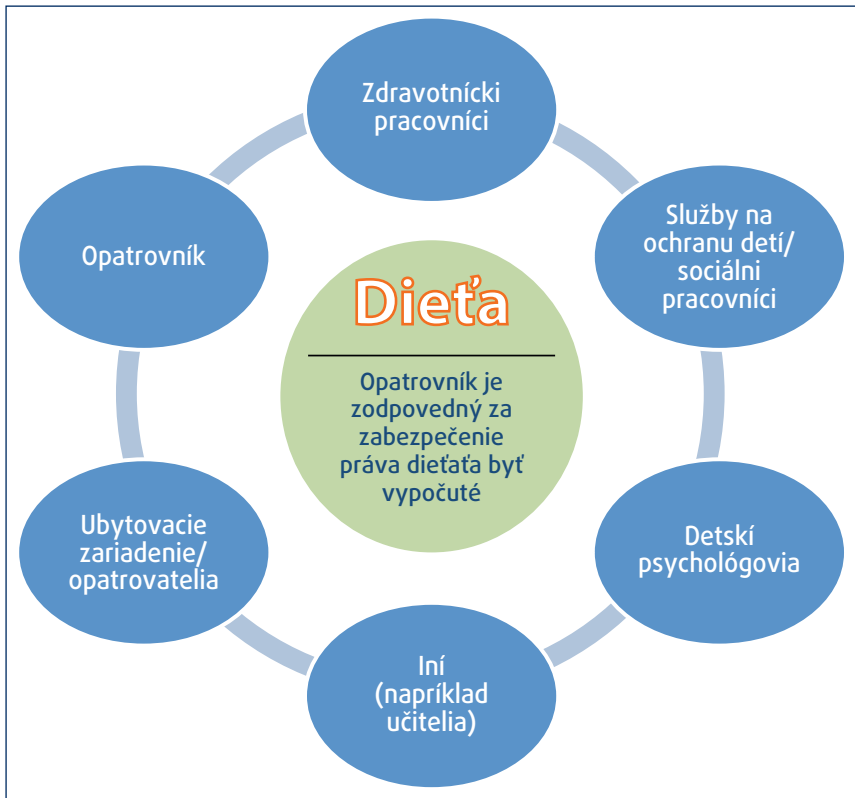 Zdravotnícki
pracovníci
Služby na
ochranu detí/
sociálni
pracovníci
Detskí
psychológovia
Iní
(napríklad
učitelia)
Ubytovacie
zariadenie/
opatrovatelia
Opatrovník
Dieťa
Opatrovník je
zodpovedný za
zabezpečenie
práva dieťaťa byť
vypočuté